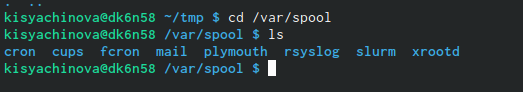 . ..
kisyachinova@dk6n58 ~/tmp $ cd /var/spool
kisyachinova@dk6n58 /var/spool $ ls
cron cups fcron mail plymouth rsyslog slurm xrootd
kisyachinova@dk6n58 /var/spool $